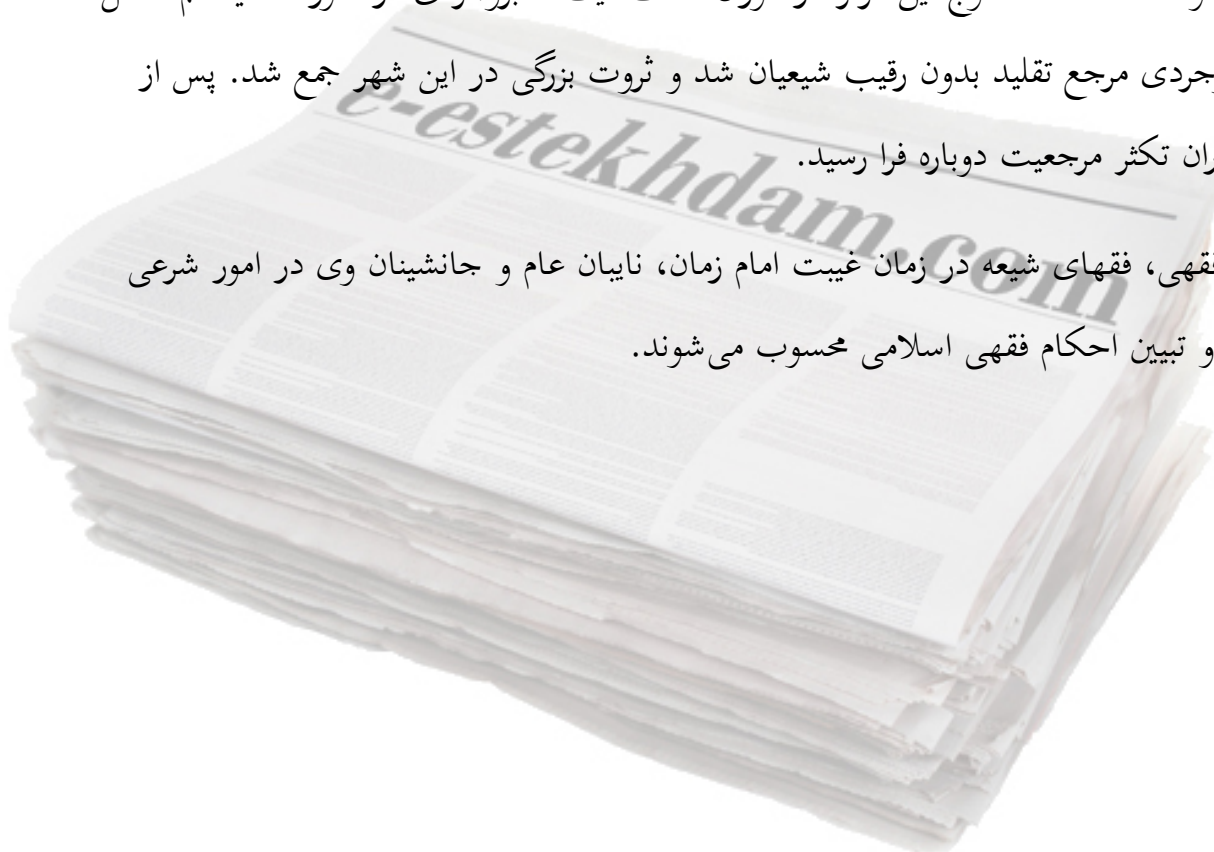 جردی مرجع تقلید بدون رقیب شیعیان شد و ثروت بزرگی در این شهر جمع شد. پس از
ران تکثر مرجعیت دوباره فرا رسید.
e-estekhdam.com
فقهی، فقهای شیعه در زمان غیبت امام زمان، نایبان عام و جانشینان وی در امور شرعی
و تبیین احکام فقهی اسلامی محسوب می‌شوند.